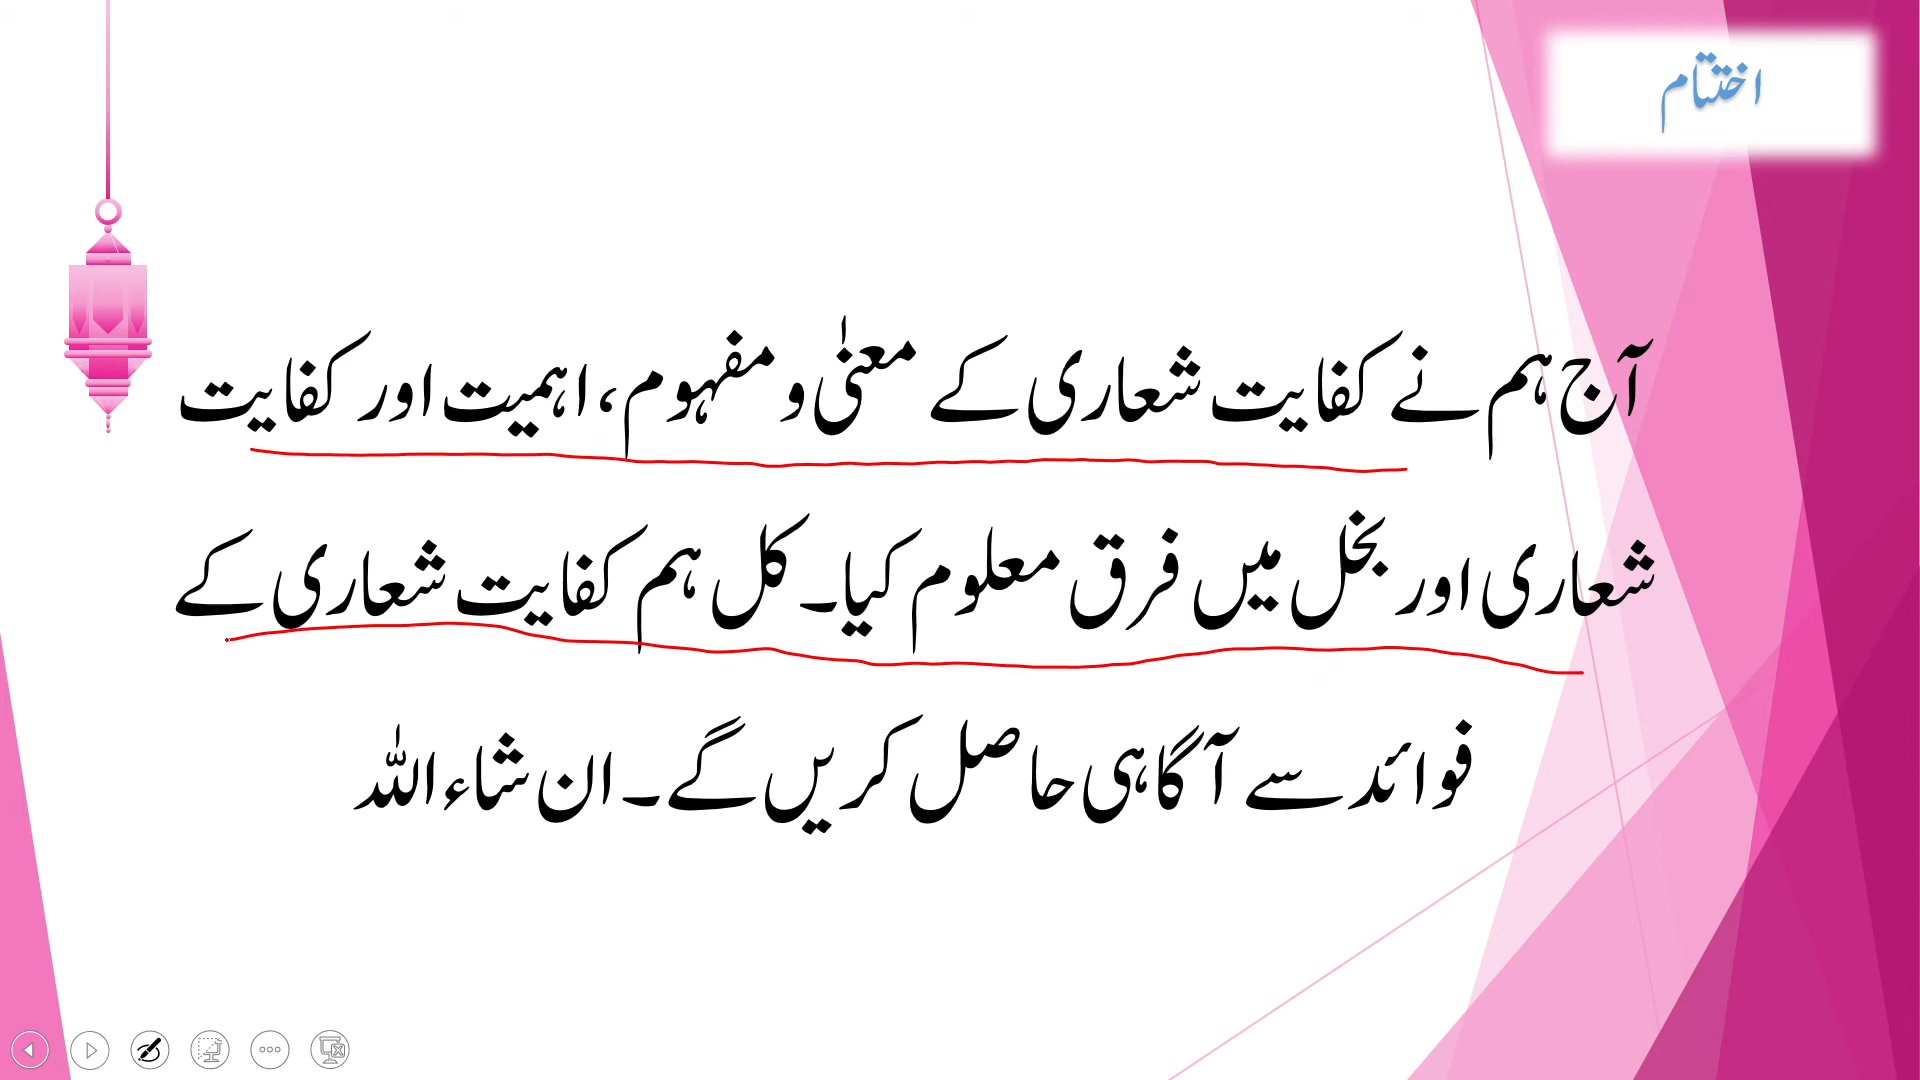 اختتام
آج ہم نے کفایت شعاری کے معنیٰ و مفہوم، اہمیت اور کفایت
شعاری اور بخل میں فرق معلوم کیا۔ کل ہم کفایت شعاری کے
فوائد سے آگاہی حاصل کریں گے۔ ان شاء اللہ